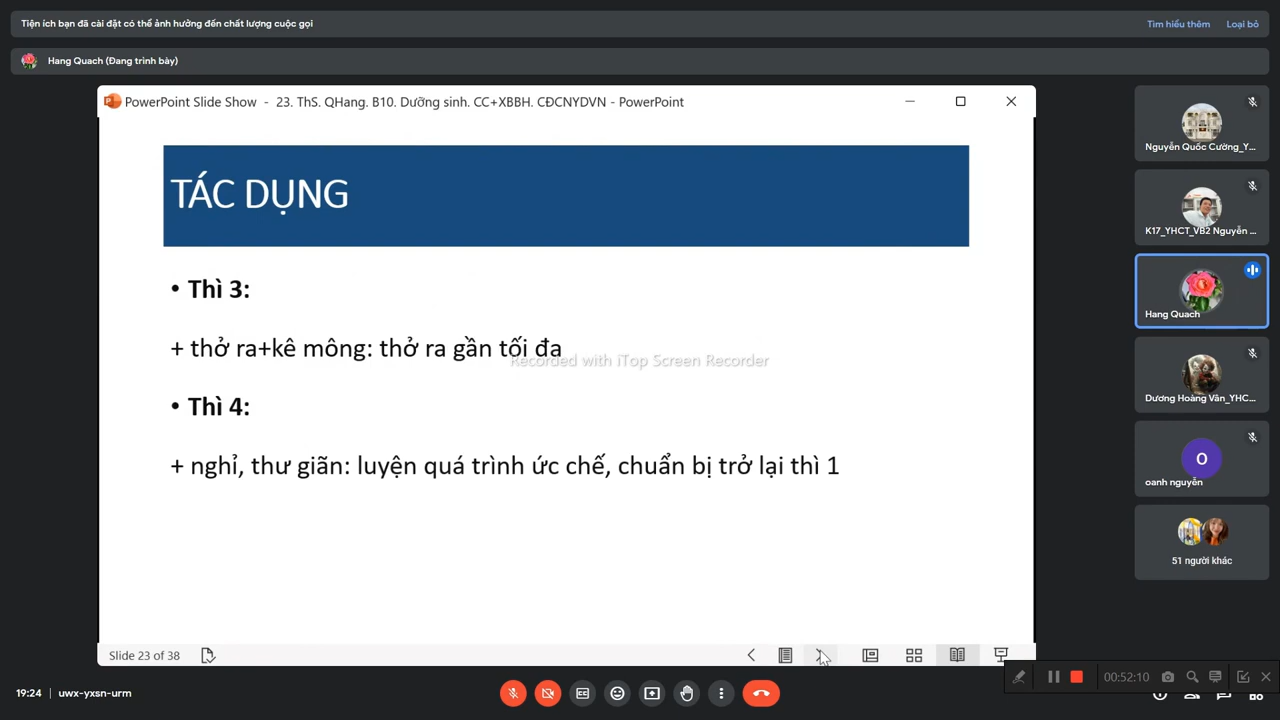 Tiện ích bạn đã cài đặt có thể ảnh hưởng đến chất lượng cuộc gọi
Tìm hiểu thêm
Loại bỏ
Hang Quach (Đang trình bày)
PowerPoint Slide Show - 23. ThS. QHang. B10. Dưỡng sinh. CC+XBBH. CĐCNYDVN - PowerPoint
TÁC DỤNG
• Thì 3:
+ thở ra+kê mông: thở ra gần tối đa
Recorded with iTop Screen Recorder
• Thì 4:
+ nghỉ, thư giãn: luyện quá trình ức chế, chuẩn bị trở lại thì 1
Slide 23 of 38
Nguyễn Quốc Cường_Y...
K17_YHCT_VB2 Nguyễn ...
Hang Quach
Dương Hoàng Vân_YHC...
O
oanh nguyễn
51 người khác
19:24
uwx-yxsn-urm
00:52:10